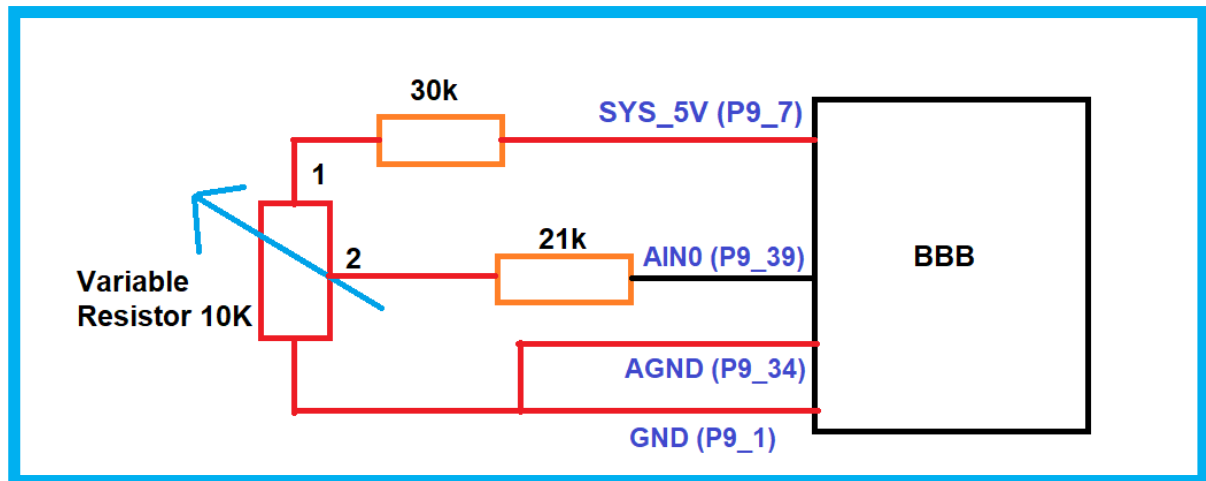 30k
SYS_5V (P9_7)
1
2
21k
AIN0 (P9_39)
BBB
Variable
Resistor 10K
AGND (P9_34)
GND (P9_1)